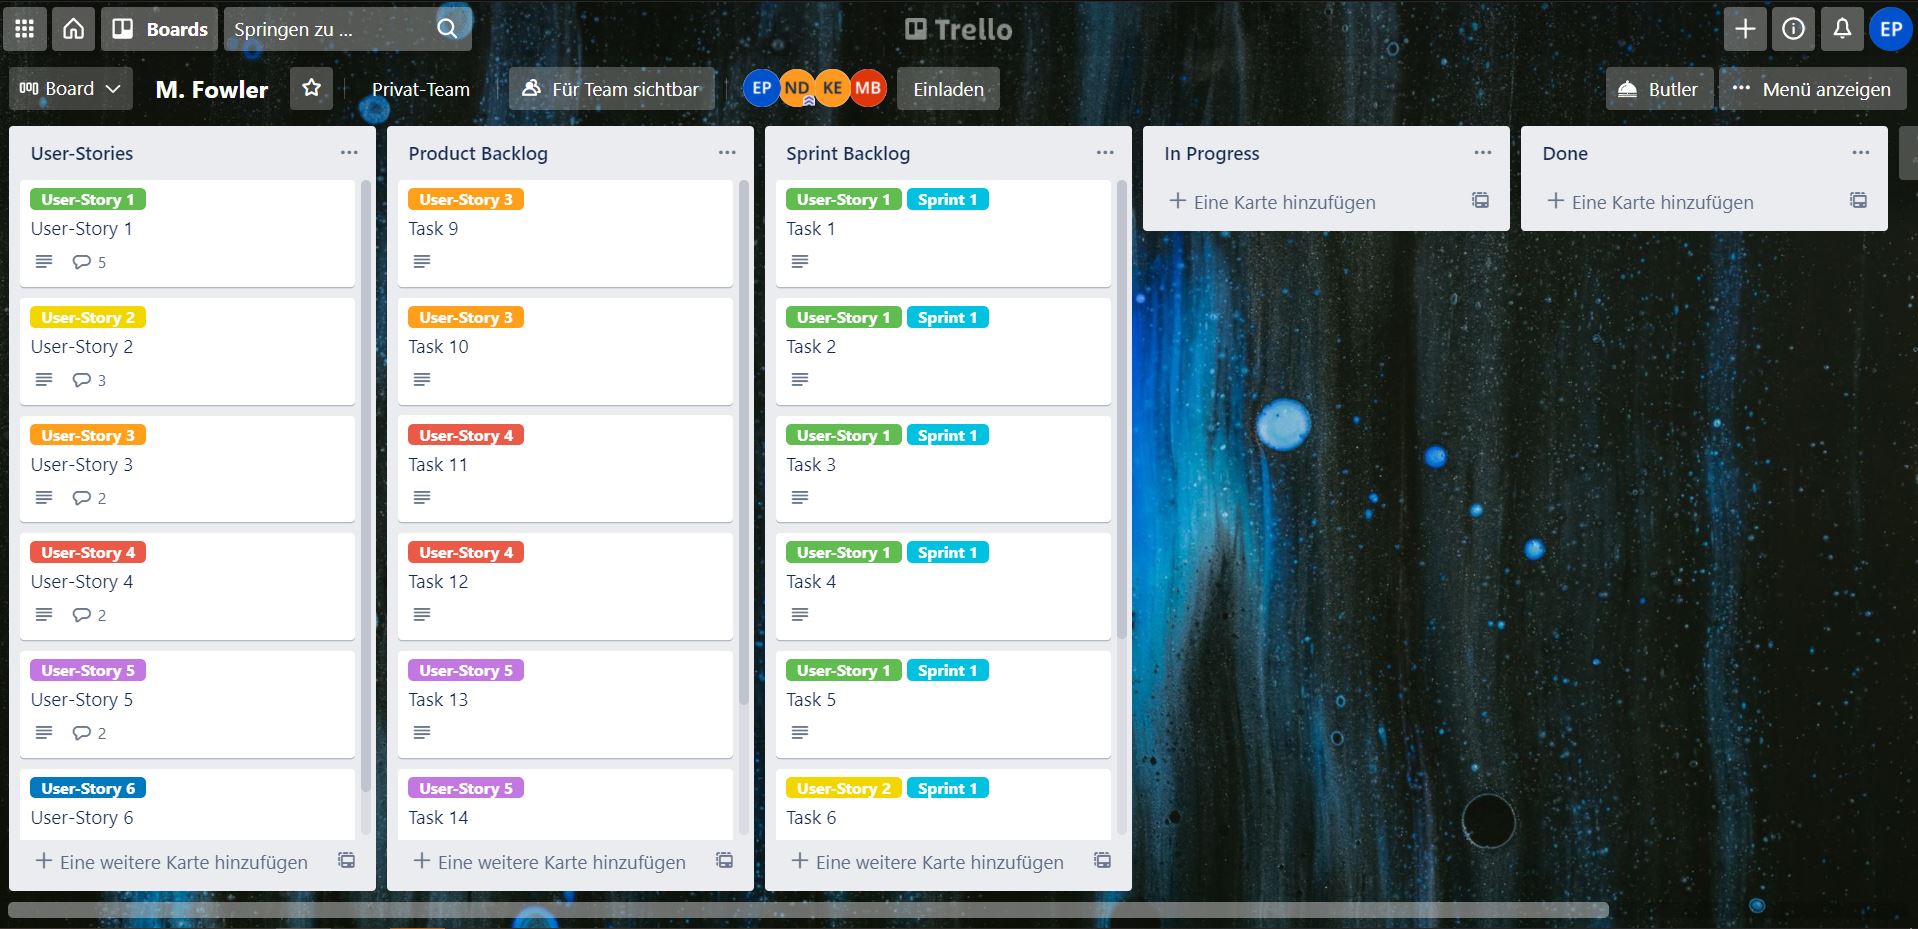 Boards
Springen zu ...
Trello
EP
Board
M. Fowler
Privat-Team
Für Team sichtbar
EP
ND
KE
MB
Einladen
Butler
Menü anzeigen
User-Stories
User-Story 1
User-Story 1
5
User-Story 2
User-Story 2
3
User-Story 3
User-Story 3
2
User-Story 4
User-Story 4
2
User-Story 5
User-Story 5
2
User-Story 6
User-Story 6
Eine weitere Karte hinzufügen
Product Backlog
User-Story 3
Task 9
User-Story 3
Task 10
User-Story 4
Task 11
User-Story 4
Task 12
User-Story 5
Task 13
User-Story 5
Task 14
Eine weitere Karte hinzufügen
Sprint Backlog
User-Story 1 Sprint 1
Task 1
User-Story 1 Sprint 1
Task 2
User-Story 1 Sprint 1
Task 3
User-Story 1 Sprint 1
Task 4
User-Story 1 Sprint 1
Task 5
User-Story 2 Sprint 1
Task 6
Eine weitere Karte hinzufügen
In Progress
Eine Karte hinzufügen
Done
Eine Karte hinzufügen